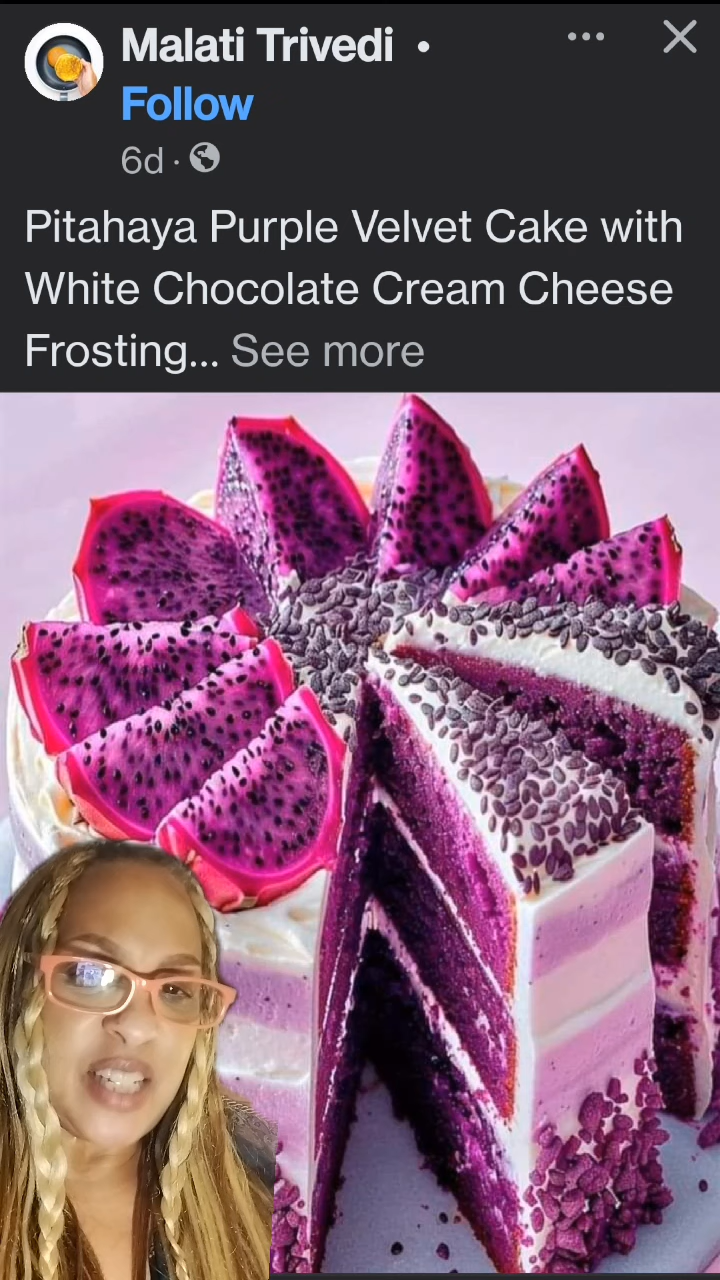 Malati Trivedi •
Follow
6d ·
Pitahaya Purple Velvet Cake with
White Chocolate Cream Cheese
Frosting... See more